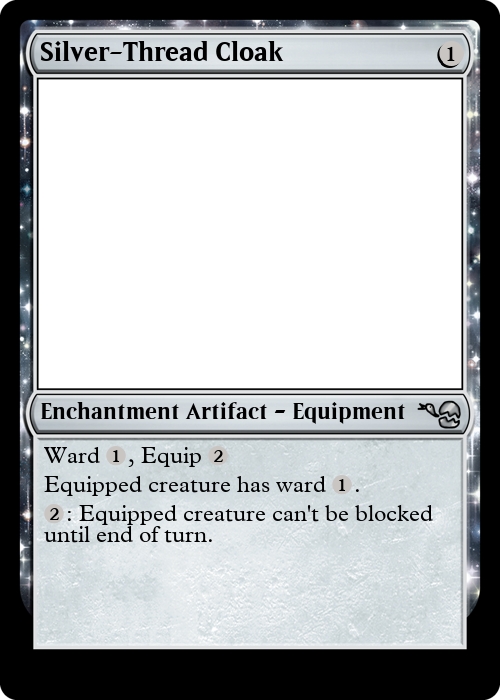 Silver-Thread Cloak 1
Enchantment Artifact - Equipment
Ward 1, Equip 2
Equipped creature has ward 1.
2: Equipped creature can't be blocked
until end of turn.